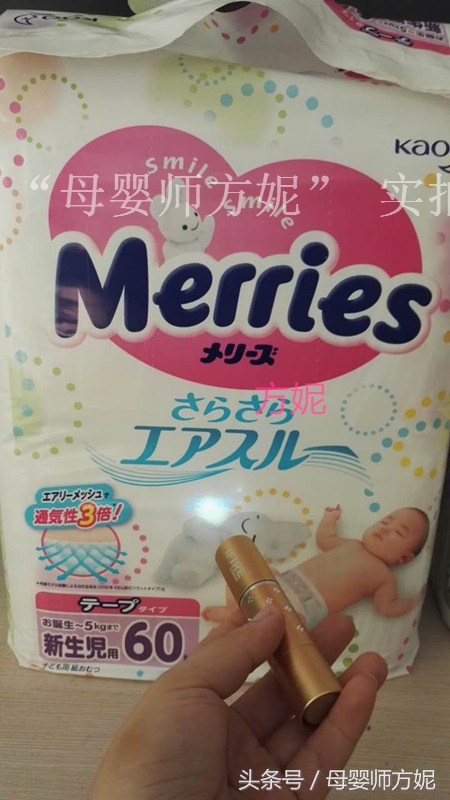 Kao
smile smile
“母婴师方妮” 实拍
Merries
メリーズ
方妮
さらさら
エアスルー
エアリーメッシュで
通気性3倍!
テープタイプ
お誕生~5kgまで
新生児用 60
子ども用 紙おむつ
头条号 / 母婴师方妮